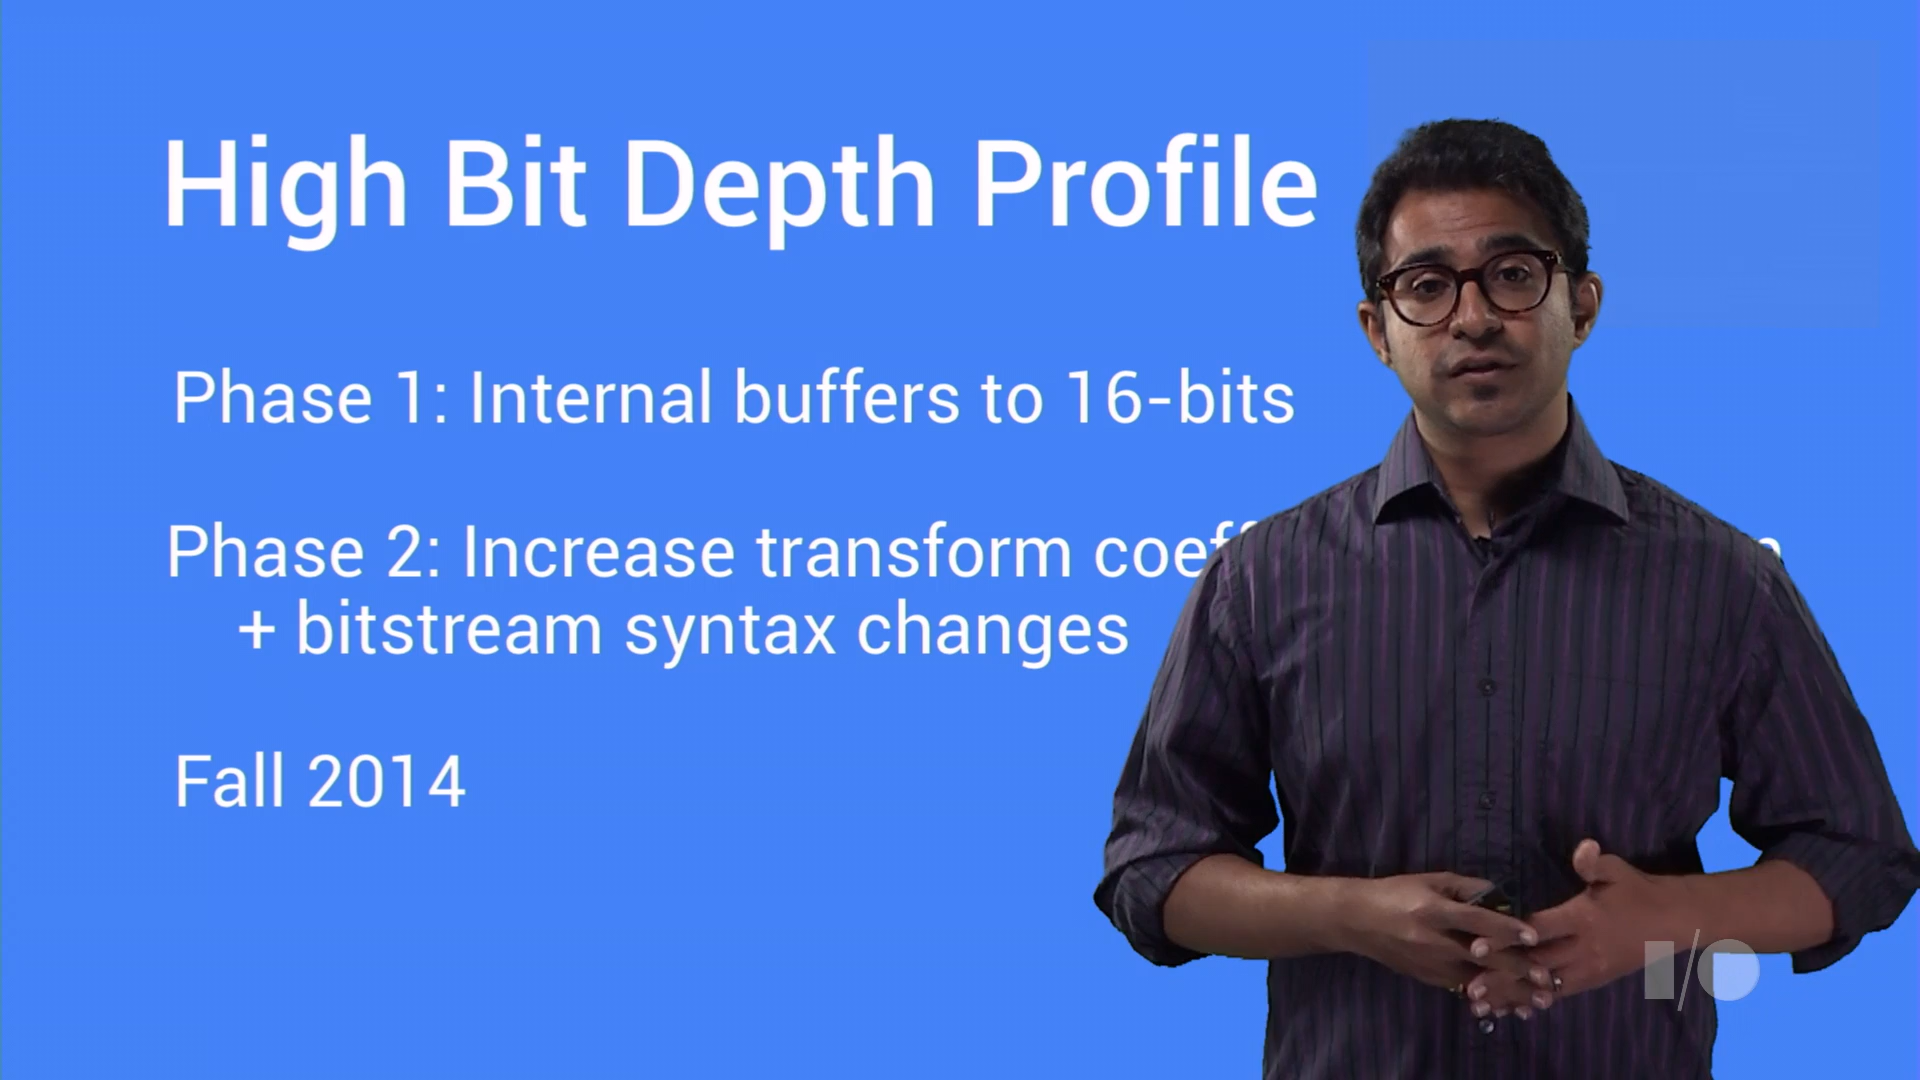 High Bit Depth Profile
Phase 1: Internal buffers to 16-bits
Phase 2: Increase transform
+ bitstream syntax changes
Fall 2014
I/O